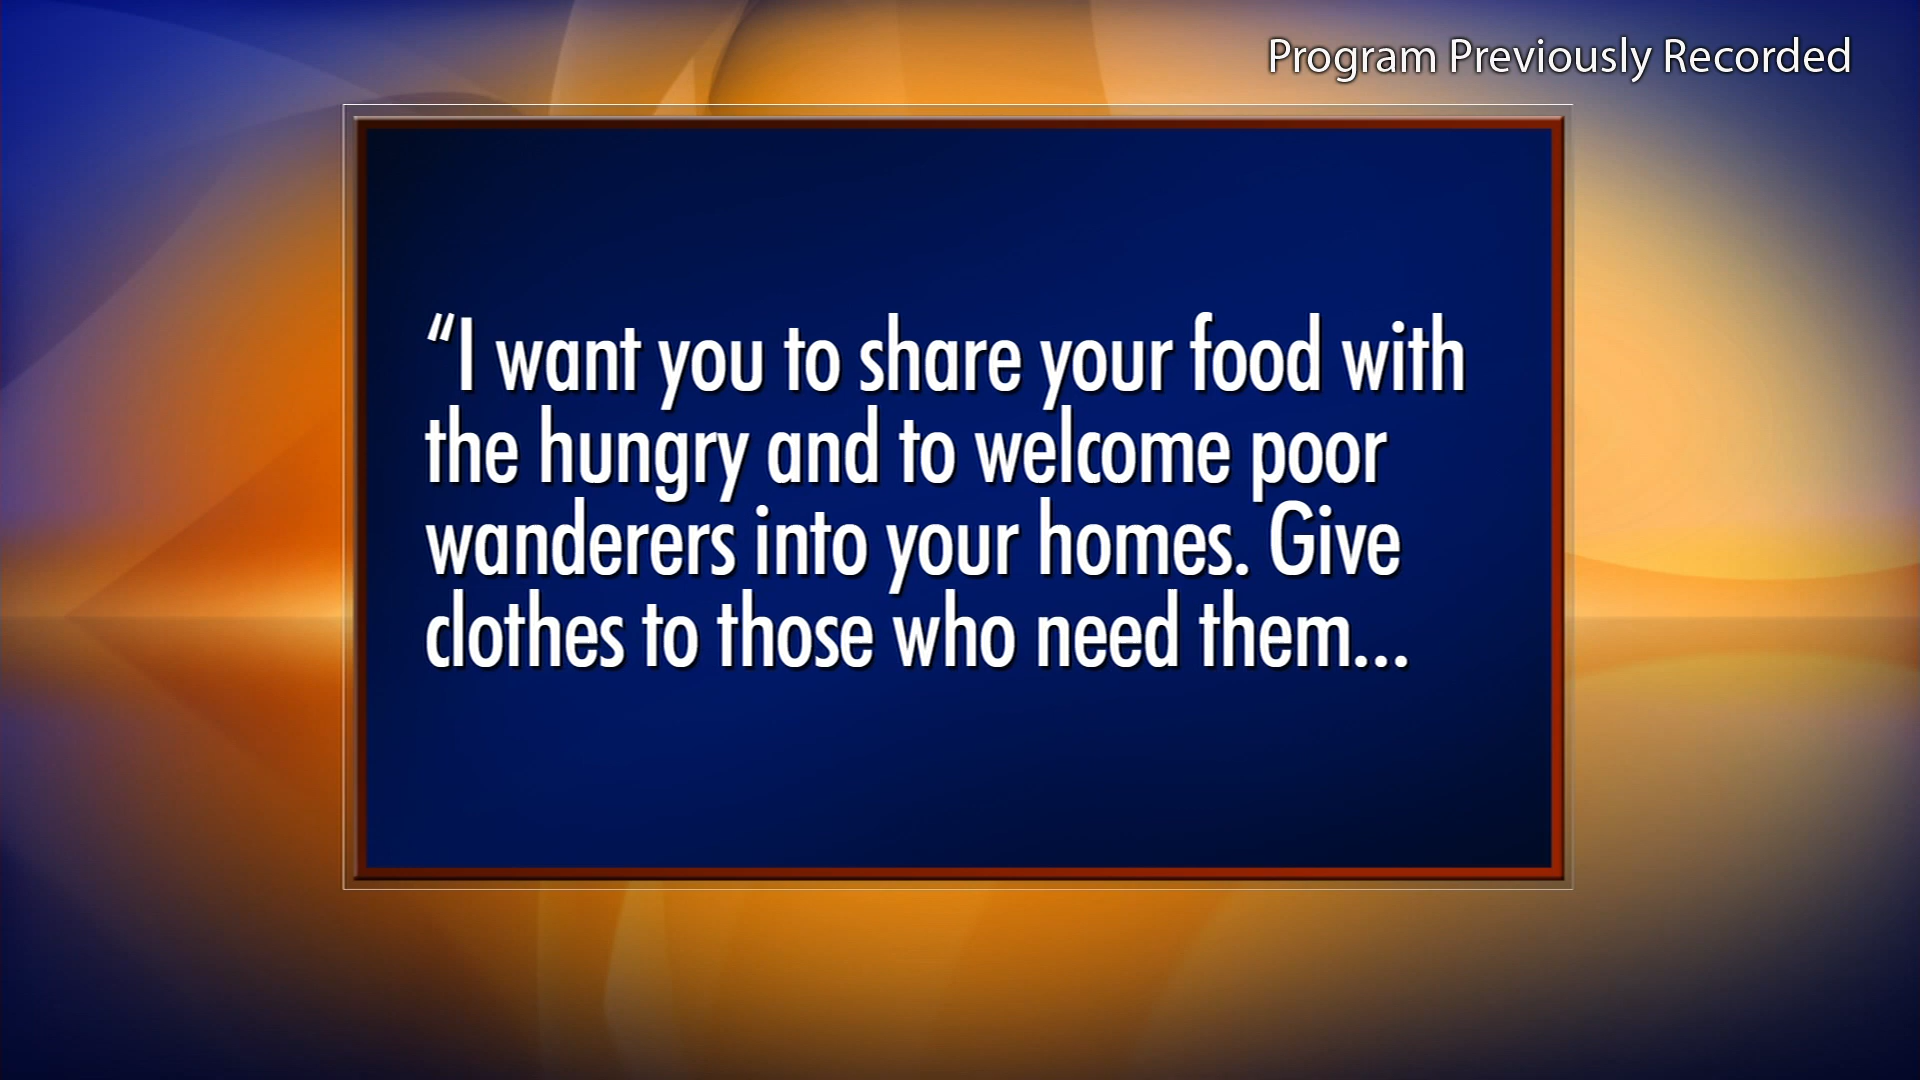 Program Previously Recorded
“I want you to share your food with
the hungry and to welcome poor
wanderers into your homes. Give
clothes to those who need them...